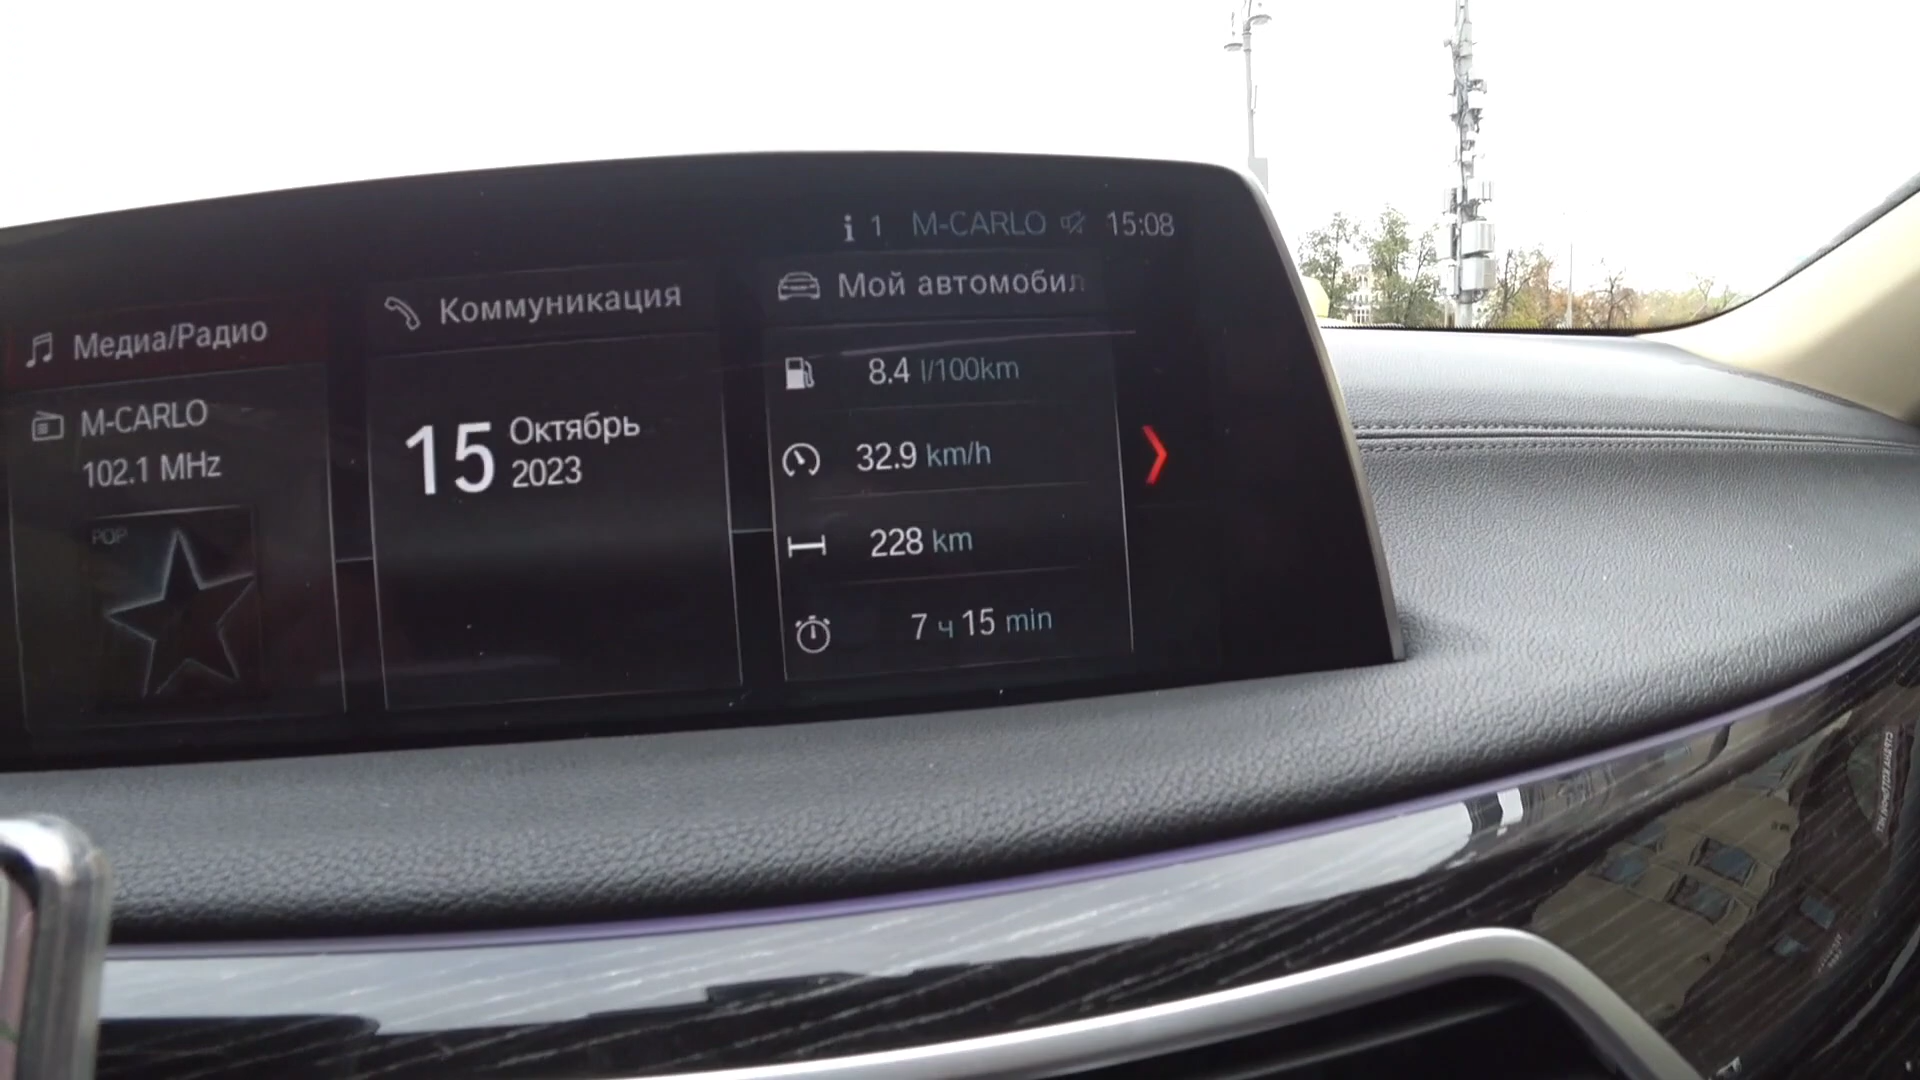 i 1 M-CARLO 15:08
Медиа/Радио
M-CARLO
102.1 MHz
POP
Коммуникация
15 Октябрь
2023
Мой автомобил
8.4 l/100km
32.9 km/h
228 km
7 ч 15 min